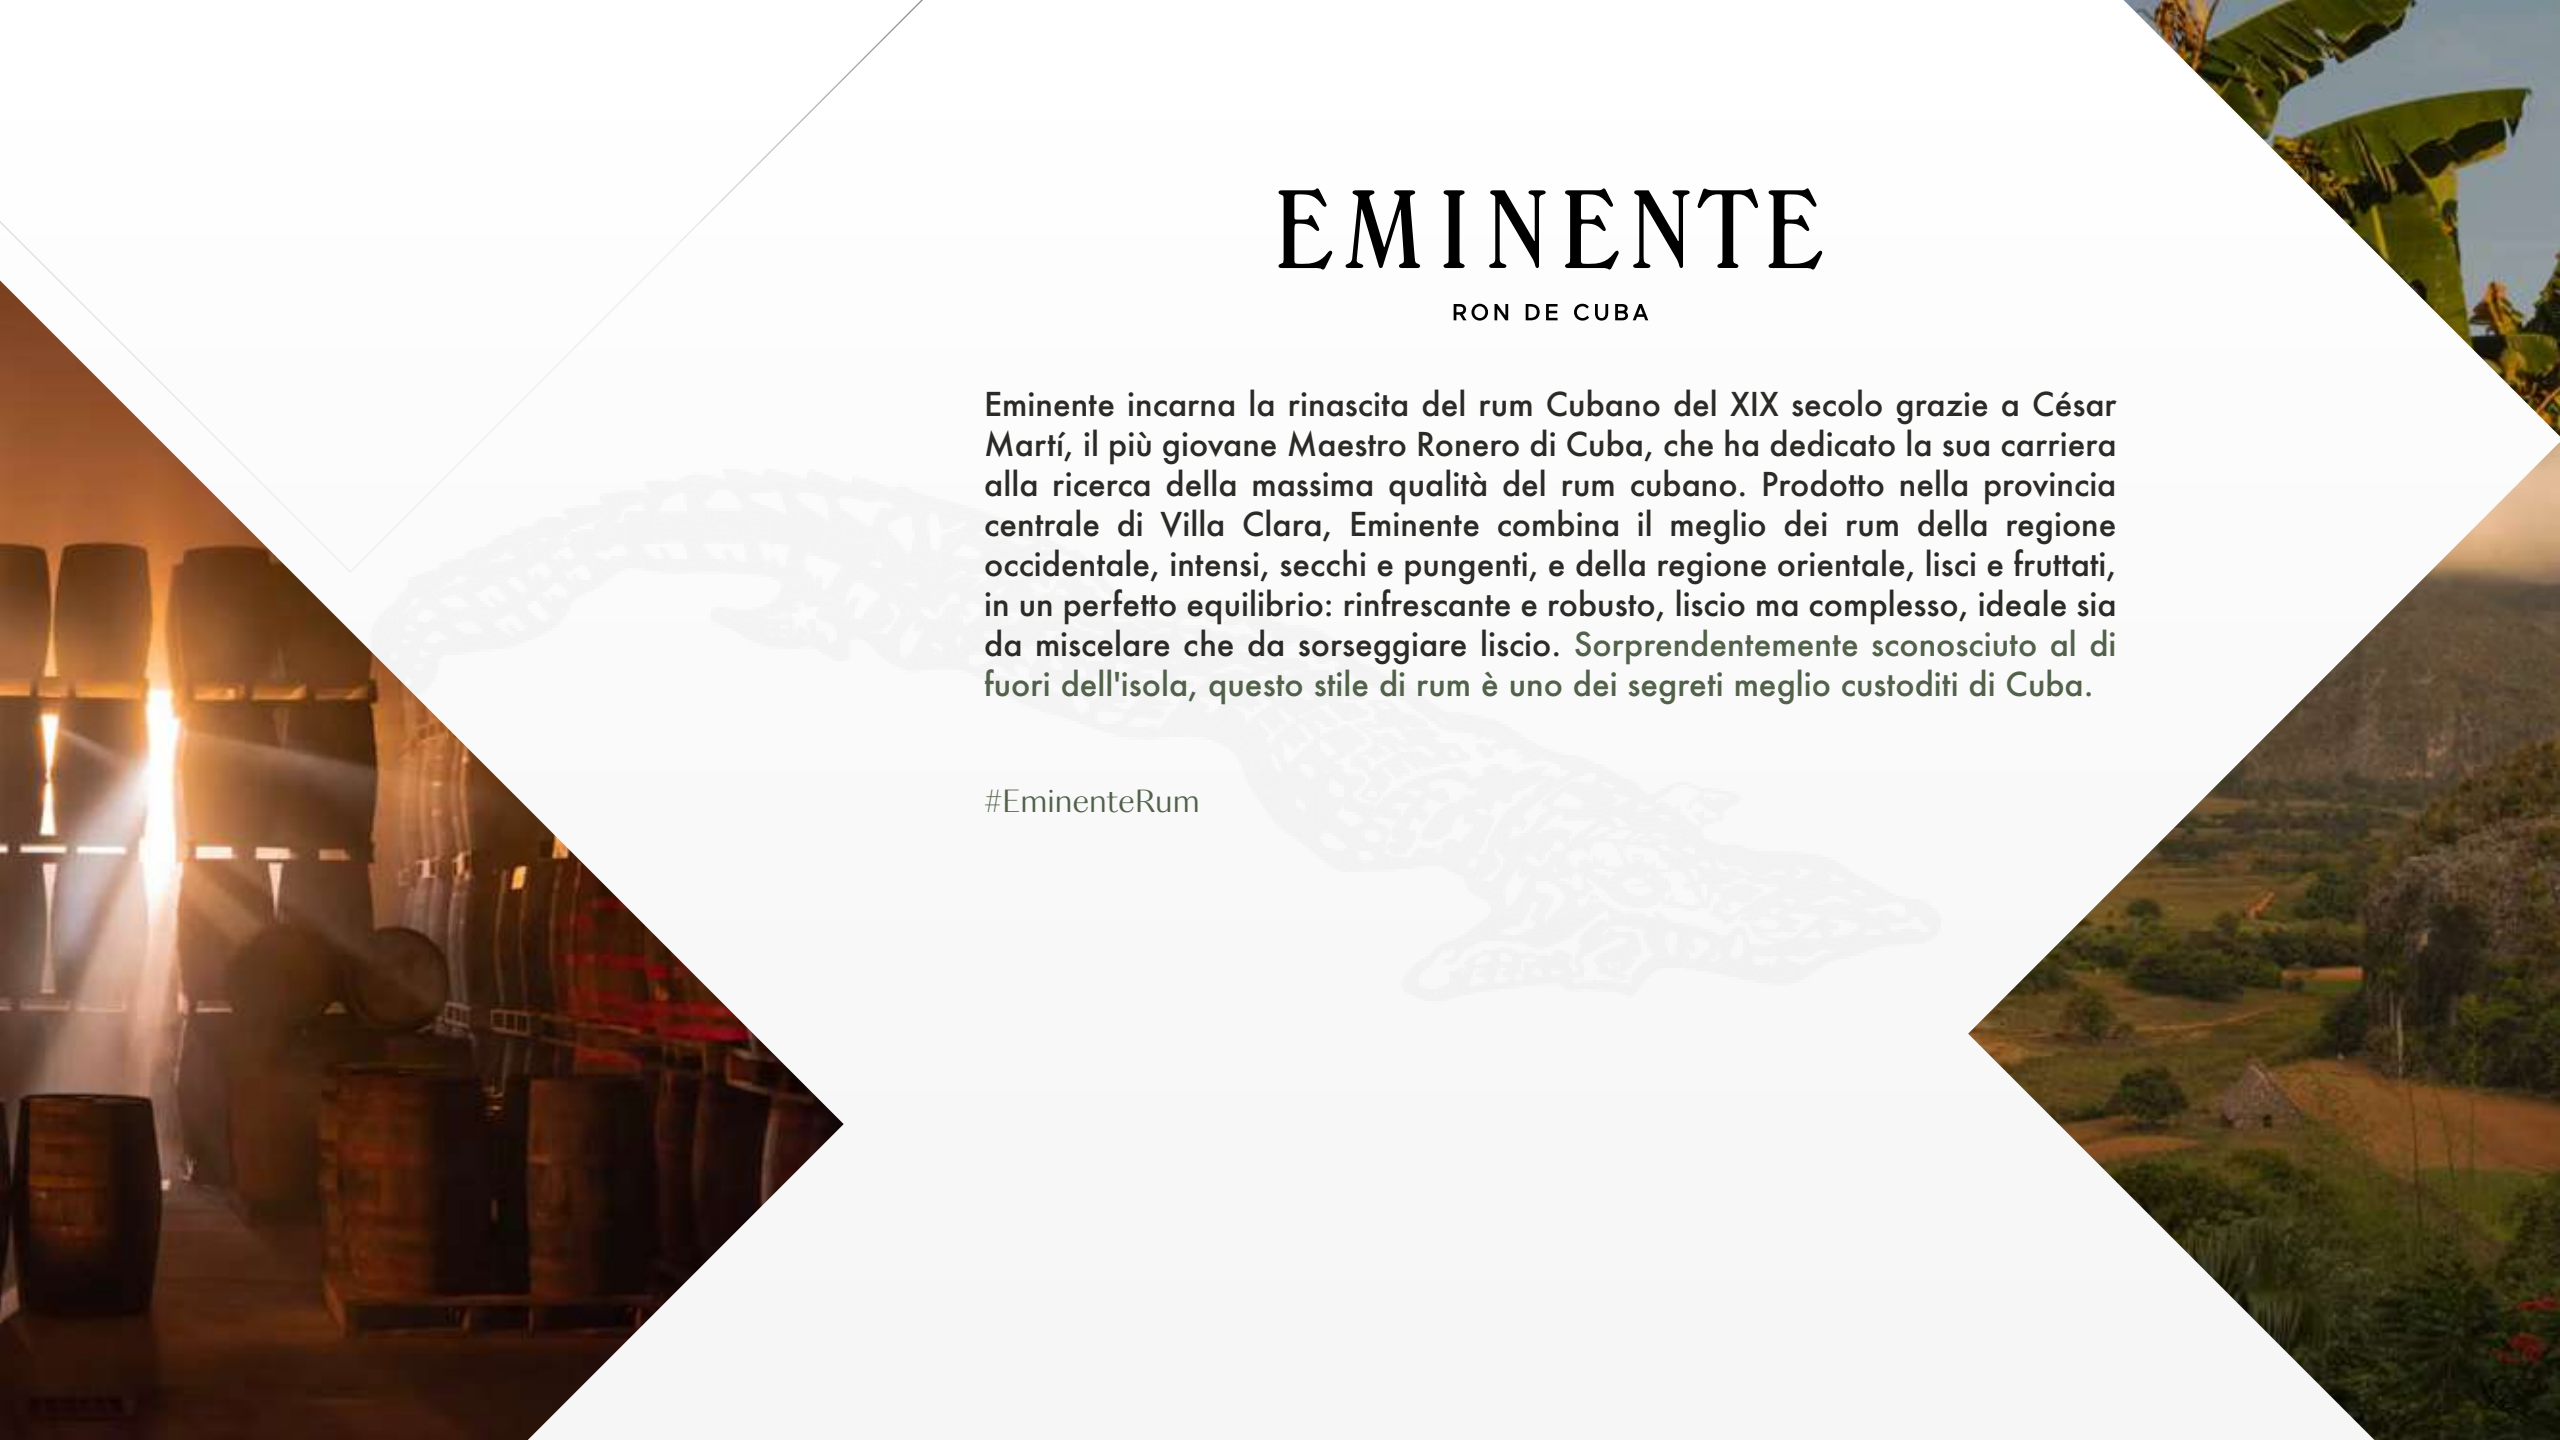 EMINENTE
RON DE CUBA
Eminente incarna la rinascita del rum Cubano del XIX secolo grazie a César
Martí, il più giovane Maestro Ronero di Cuba, che ha dedicato la sua carriera
alla ricerca della massima qualità del rum cubano. Prodotto nella provincia
centrale di Villa Clara, Eminente combina il meglio dei rum della regione
occidentale, intensi, secchi e pungenti, e della regione orientale, lisci e fruttati,
in un perfetto equilibrio: rinfrescante e robusto, liscio ma complesso, ideale sia
da miscelare che da sorseggiare liscio. Sorprendentemente sconosciuto al di
fuori dell'isola, questo stile di rum è uno dei segreti meglio custoditi di Cuba.
#EminenteRum